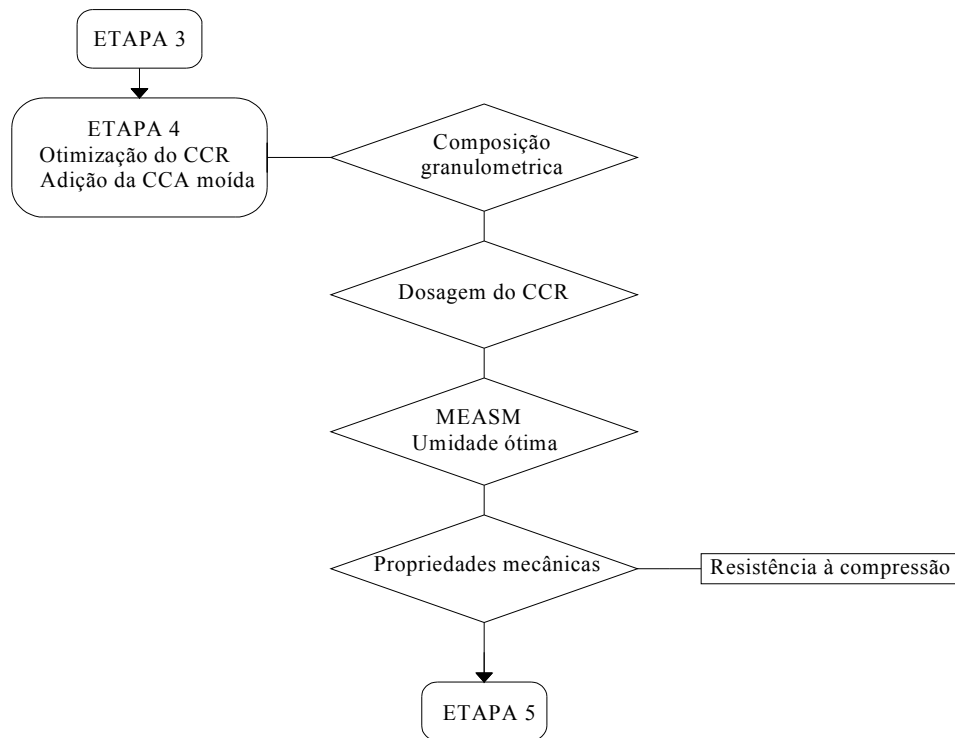 ETAPA 3
ETAPA 4
Otimização do CCR
Adição da CCA moída
Composição
granulometrica
Dosagem do CCR
MEASM
Umidade ótima
Propriedades mecânicas
Resistência à compressão
ETAPA 5